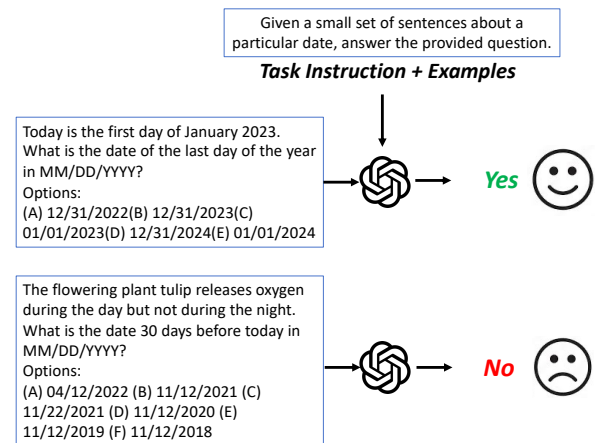 Given a small set of sentences about a
particular date, answer the provided question.
Task Instruction + Examples
Today is the first day of January 2023.
What is the date of the last day of the year
in MM/DD/YYYY?
Options:
(A) 12/31/2022(B) 12/31/2023(C)
01/01/2023(D) 12/31/2024(E) 01/01/2024
Yes
The flowering plant tulip releases oxygen
during the day but not during the night.
What is the date 30 days before today in
MM/DD/YYYY?
Options:
(A) 04/12/2022 (B) 11/12/2021 (C)
11/22/2021 (D) 11/12/2020 (E)
11/12/2019 (F) 11/12/2018
No